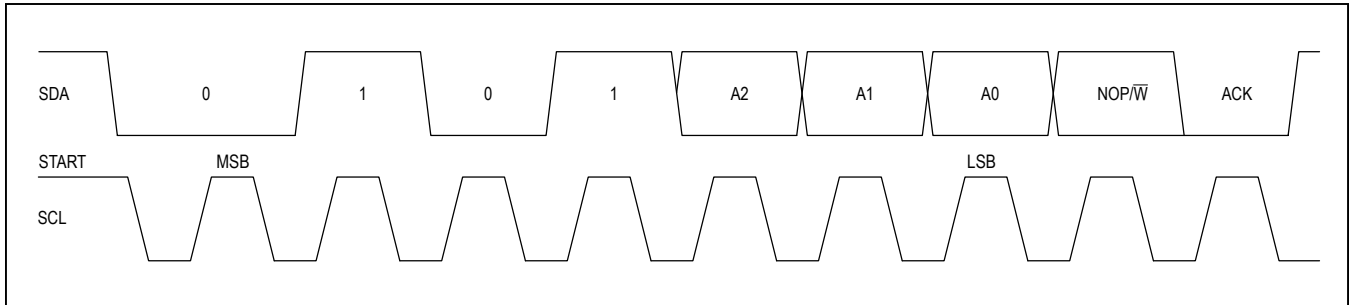 SDA 0 1 0 1 A2 A1 A0 NOP/W̅ ACK
START MSB LSB
SCL